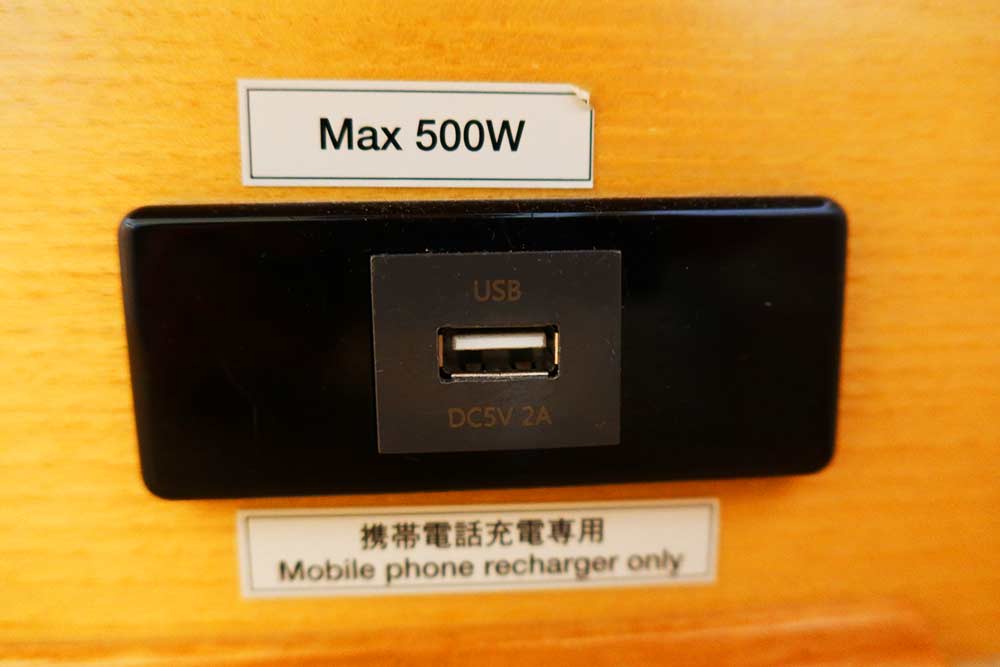 Max 500W
USB
DC5V 2A
携帯電話充電専用
Mobile phone recharger only